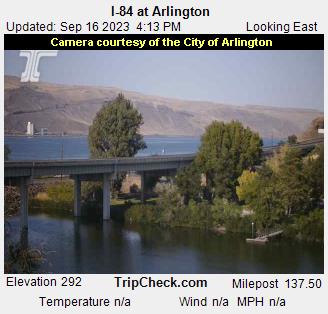 I-84 at Arlington
Updated: Sep 16 2023 4:13 PM Looking East
Camera courtesy of the City of Arlington
Elevation 292 TripCheck.com Milepost 137.50
Temperature n/a Wind n/a MPH n/a